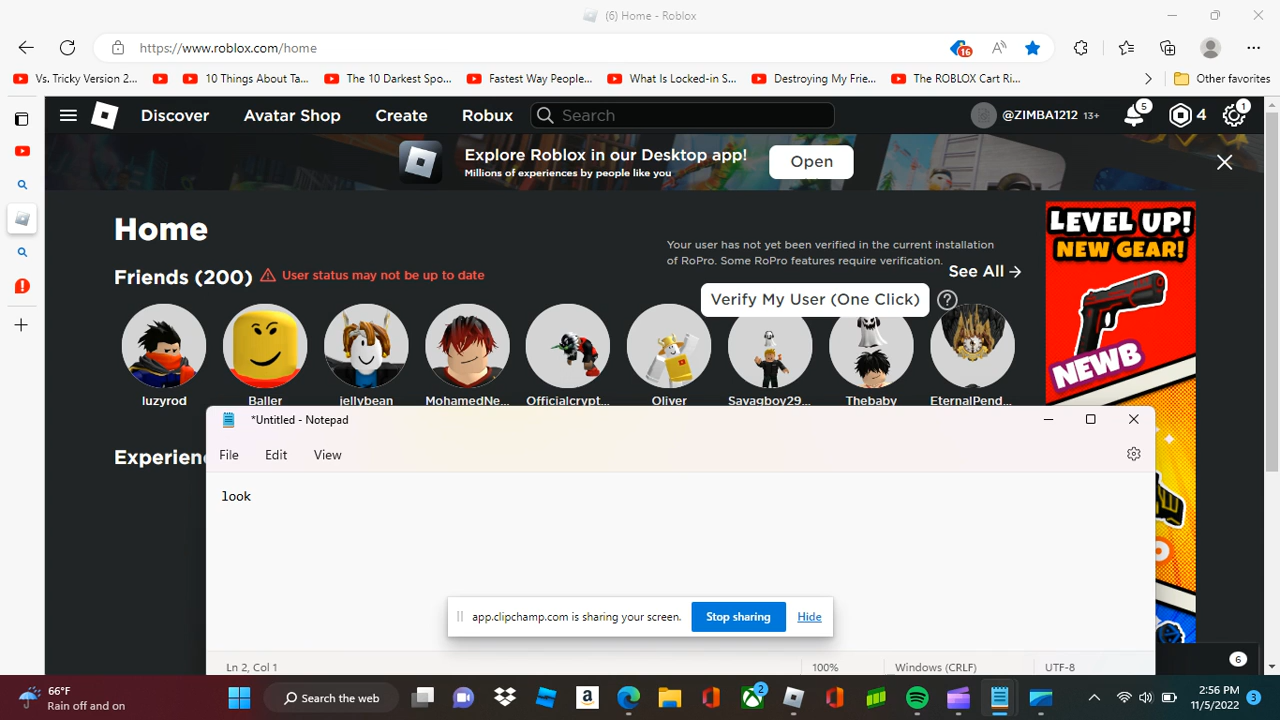 (6) Home - Roblox
https://www.roblox.com/home
16
Vs. Tricky Version 2...
10 Things About Ta...
The 10 Darkest Spo...
Fastest Way People...
What Is Locked-in S...
Destroying My Frie...
The ROBLOX Cart Ri...
Other favorites
Discover
Avatar Shop
Create
Robux
Search
@ZIMBA1212 13+
5
4
1
Explore Roblox in our Desktop app!
Millions of experiences by people like you
Open
Home
Your user has not yet been verified in the current installation
of RoPro. Some RoPro features require verification.
Friends (200)
User status may not be up to date
See All →
Verify My User (One Click)
?
LEVEL UP!
NEW GEAR!
NEWB
luzyrod
Baller
jellybean
MohamedNe...
Officialcrypt...
Oliver
Savagboy29...
Thebaby
EternalPend...
Experienc
*Untitled - Notepad
File
Edit
View
look
app.clipchamp.com is sharing your screen.
Stop sharing
Hide
Ln 2, Col 1
100%
Windows (CRLF)
UTF-8
6
66°F
Rain off and on
Search the web
2
2:56 PM
11/5/2022
3